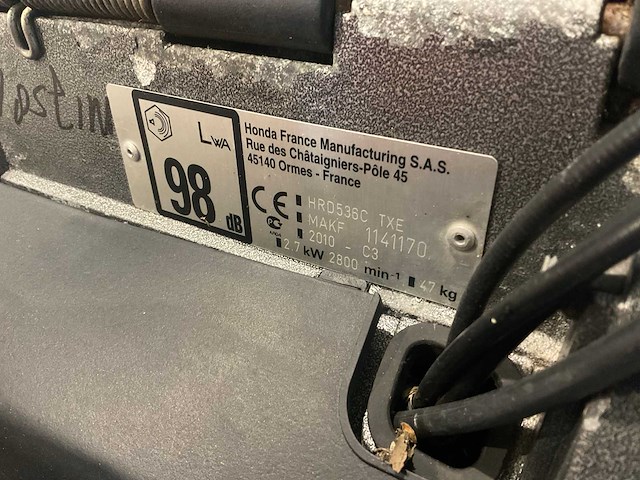 LWA
98 dB
Honda France Manufacturing S.A.S.
Rue des Châtaigniers-Pôle 45
45140 Ormes - France
CE HRD536C TXE
MAKF 1141170
2010 - C3
2.7 kW 2800 min-1 47 kg